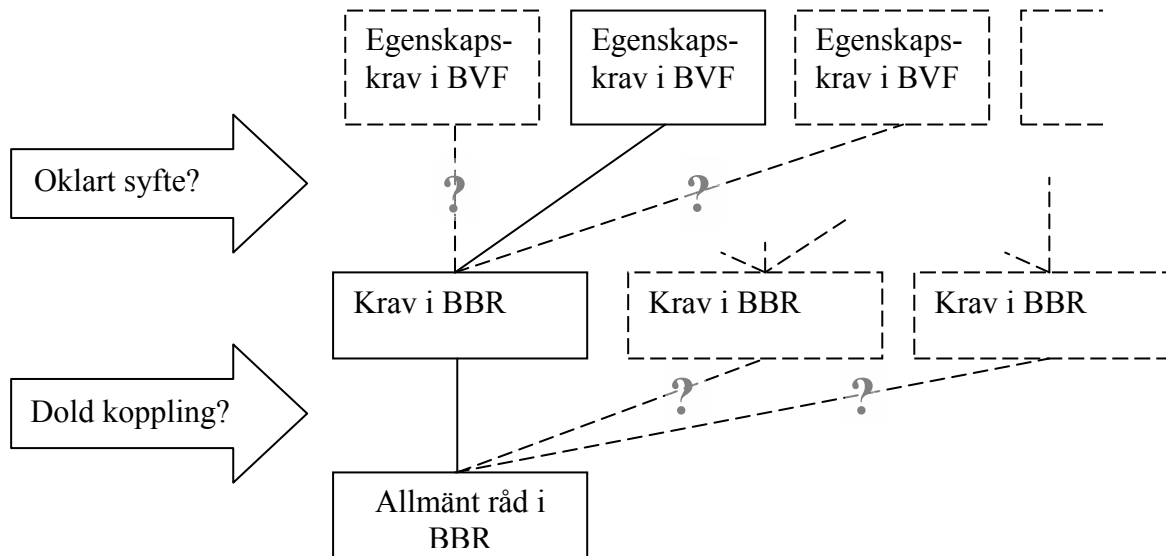 Egenskaps-
krav i BVF
Egenskaps-
krav i BVF
Egenskaps-
krav i BVF
Oklart syfte?
?
?
Krav i BBR
Krav i BBR
Krav i BBR
Dold koppling?
?
?
Allmänt råd i
BBR